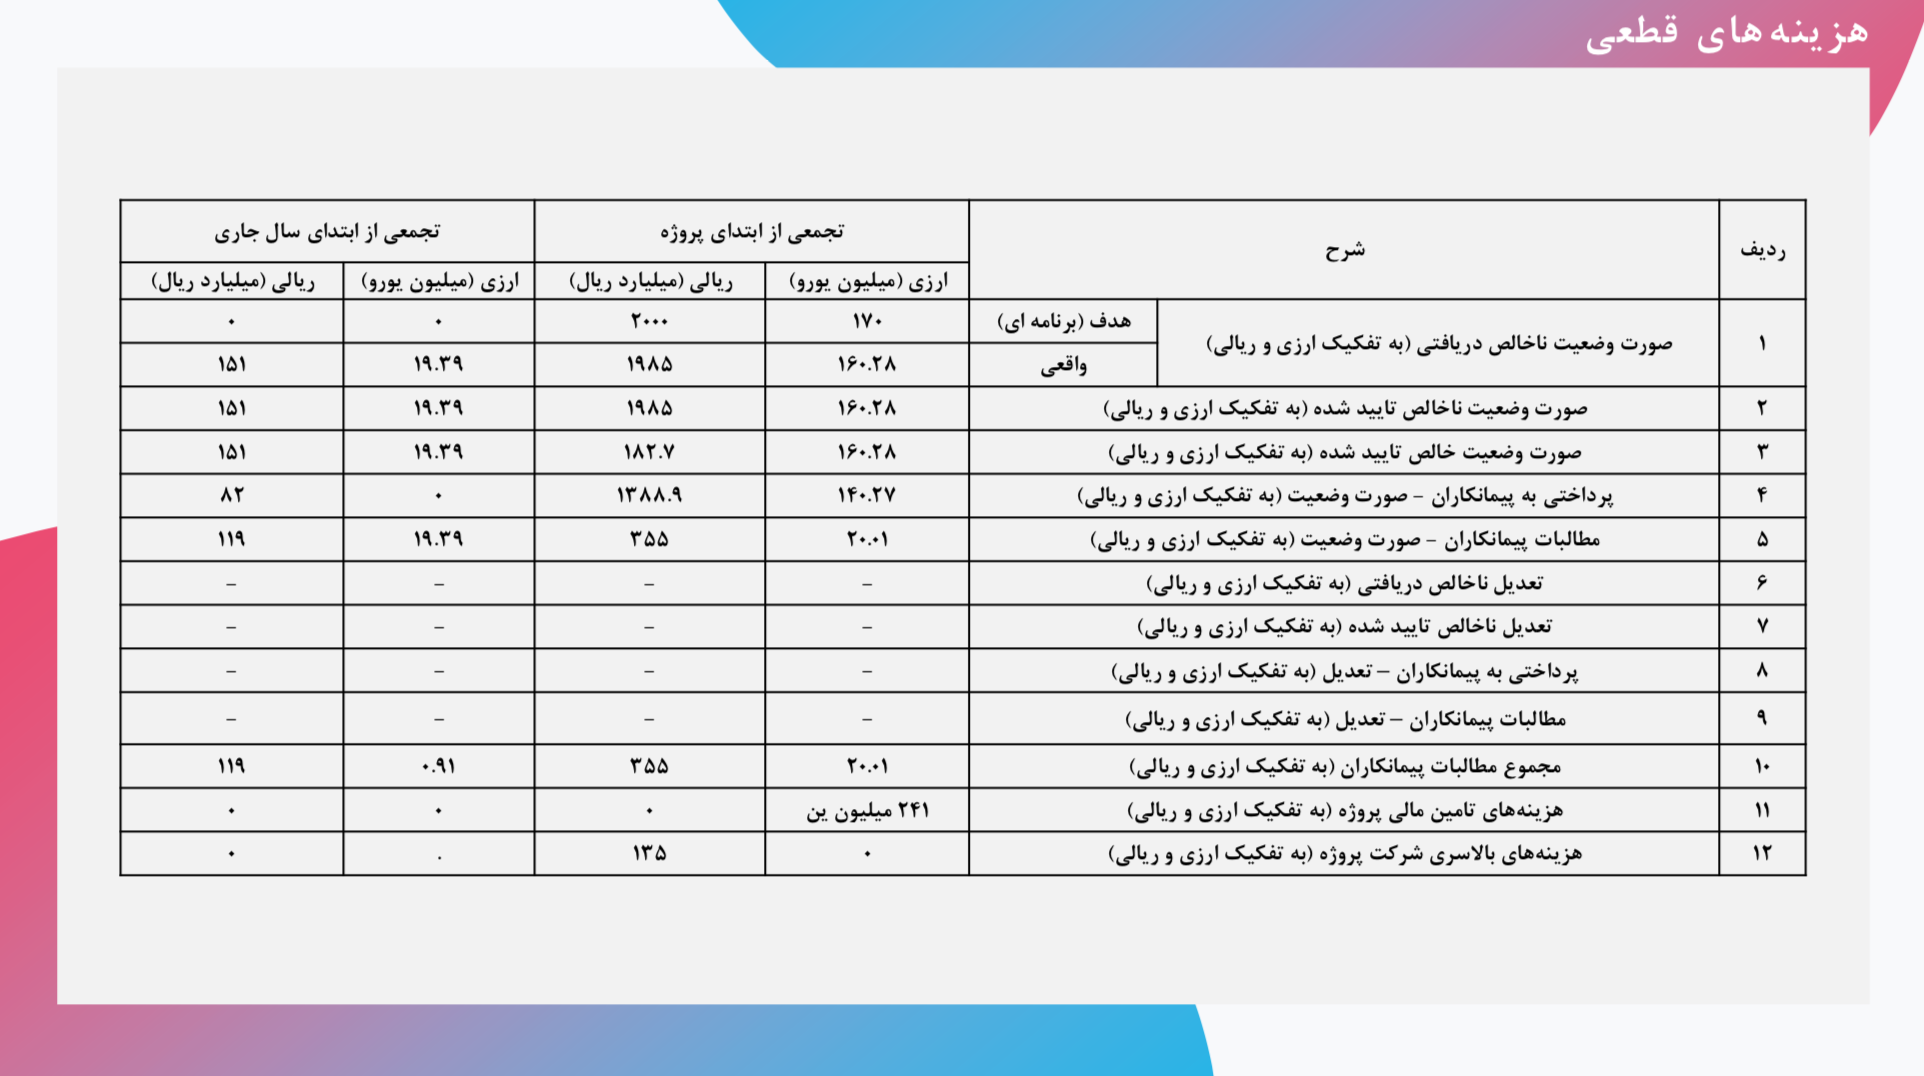 هزینه‌های قطعی
ردیف شرح تجمعی از ابتدای پروژه تجمعی از ابتدای سال جاری
ارزی (میلیون یورو) ریالی (میلیارد ریال) ارزی (میلیون یورو) ریالی (میلیارد ریال)
۱ صورت وضعیت ناخالص دریافتی (به تفکیک ارزی و ریالی) هدف (برنامه ای) ۱۷۰ ۲۰۰۰ ۰ ۰
واقعی ۱۶۰.۲۸ ۱۹۸۵ ۱۹.۳۹ ۱۵۱
۲ صورت وضعیت ناخالص تایید شده (به تفکیک ارزی و ریالی) ۱۶۰.۲۸ ۱۹۸۵ ۱۹.۳۹ ۱۵۱
۳ صورت وضعیت خالص تایید شده (به تفکیک ارزی و ریالی) ۱۶۰.۲۸ ۱۸۲.۷ ۱۹.۳۹ ۱۵۱
۴ پرداختی به پیمانکاران - صورت وضعیت (به تفکیک ارزی و ریالی) ۱۴۰.۲۷ ۱۳۸۸.۹ ۰ ۸۲
۵ مطالبات پیمانکاران - صورت وضعیت (به تفکیک ارزی و ریالی) ۲۰.۰۱ ۳۵۵ ۱۹.۳۹ ۱۱۹
۶ تعدیل ناخالص دریافتی (به تفکیک ارزی و ریالی) – – – –
۷ تعدیل ناخالص تایید شده (به تفکیک ارزی و ریالی) – – – –
۸ پرداختی به پیمانکاران – تعدیل (به تفکیک ارزی و ریالی) – – – –
۹ مطالبات پیمانکاران – تعدیل (به تفکیک ارزی و ریالی) – – – –
۱۰ مجموع مطالبات پیمانکاران (به تفکیک ارزی و ریالی) ۲۰.۰۱ ۳۵۵ ۰.۹۱ ۱۱۹
۱۱ هزینه‌های تامین مالی پروژه (به تفکیک ارزی و ریالی) ۲۴۱ میلیون ین ۰ ۰ ۰
۱۲ هزینه‌های بالاسری شرکت پروژه (به تفکیک ارزی و ریالی) ۰ ۱۳۵ . ۰